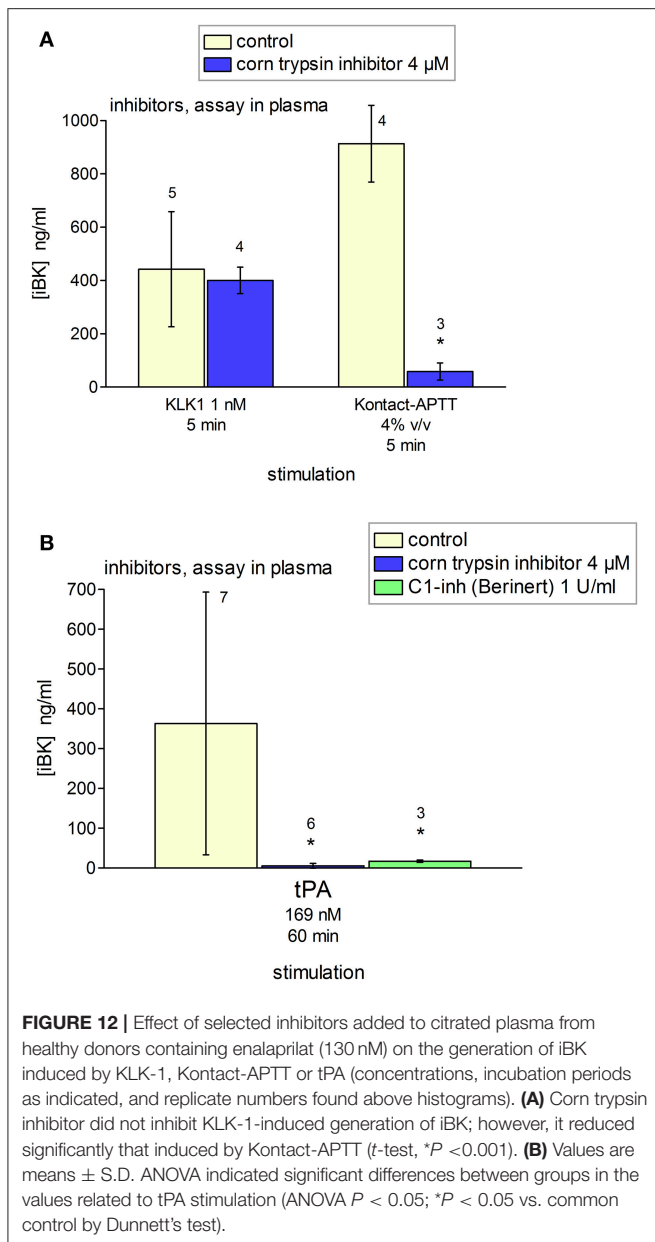 A
control
corn trypsin inhibitor 4 µM
inhibitors, assay in plasma
[iBK] ng/ml
1000
800
600
400
200
0
5
4
4
3
*
KLK1 1 nM
5 min
Kontact-APTT
4% v/v
5 min
stimulation
B
control
corn trypsin inhibitor 4 µM
C1-inh (Berinert) 1 U/ml
inhibitors, assay in plasma
[iBK] ng/ml
700
600
500
400
300
200
100
0
7
6
*
3
*
tPA
169 nM
60 min
stimulation
FIGURE 12 | Effect of selected inhibitors added to citrated plasma from
healthy donors containing enalaprilat (130 nM) on the generation of iBK
induced by KLK-1, Kontact-APTT or tPA (concentrations, incubation periods
as indicated, and replicate numbers found above histograms). (A) Corn trypsin
inhibitor did not inhibit KLK-1-induced generation of iBK; however, it reduced
significantly that induced by Kontact-APTT (t-test, *P <0.001). (B) Values are
means ± S.D. ANOVA indicated significant differences between groups in the
values related to tPA stimulation (ANOVA P < 0.05; *P < 0.05 vs. common
control by Dunnett's test).